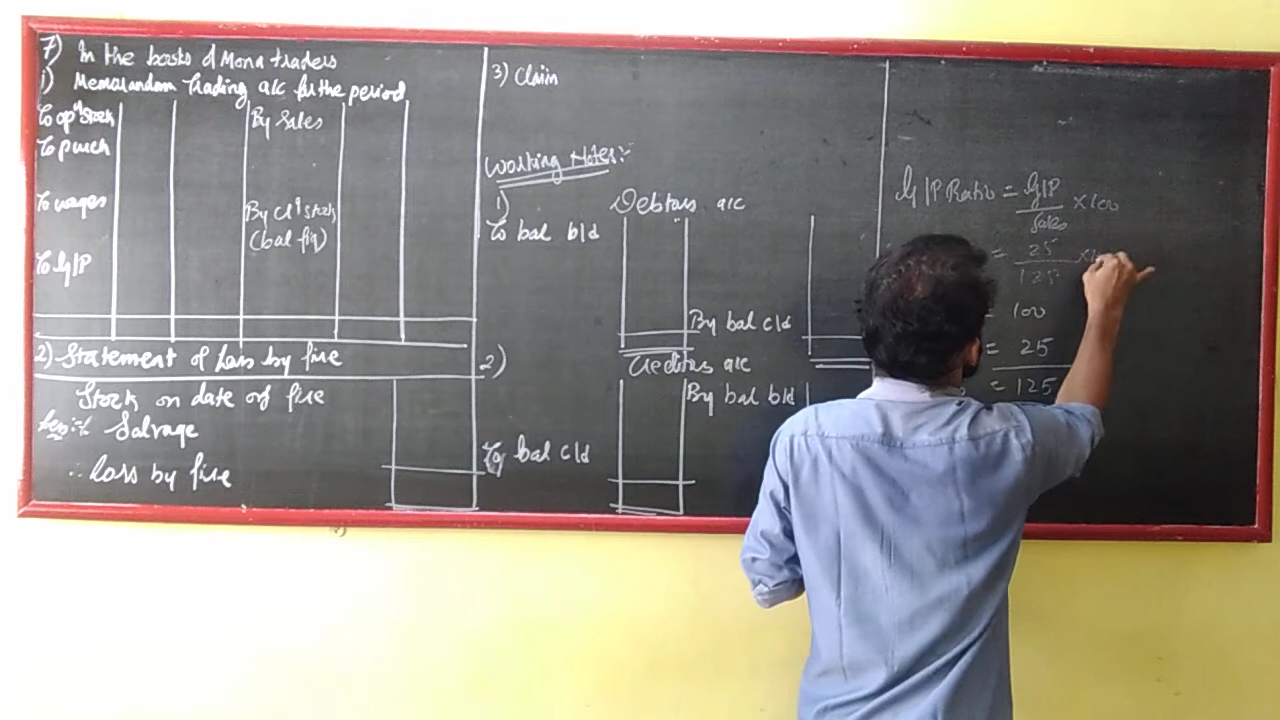 7) In the books of Mona traders
1) Memorandum Trading a/c for the period
To opg Stock
By Sales
To purch
To wages
By Clg Stock
(bal fig)
To G/P
2) Statement of Loss by fire
Stock on date of fire
Less:- Salvage
∴ Loss by fire
3) Claim
Working Notes:-
1) Debtors a/c
To bal b/d
By bal c/d
2) Creditors a/c
By bal b/d
To bal c/d
G/P Ratio = G/P / Sales × 100
= 25 / 125 ×
= 100
= 25
= 125